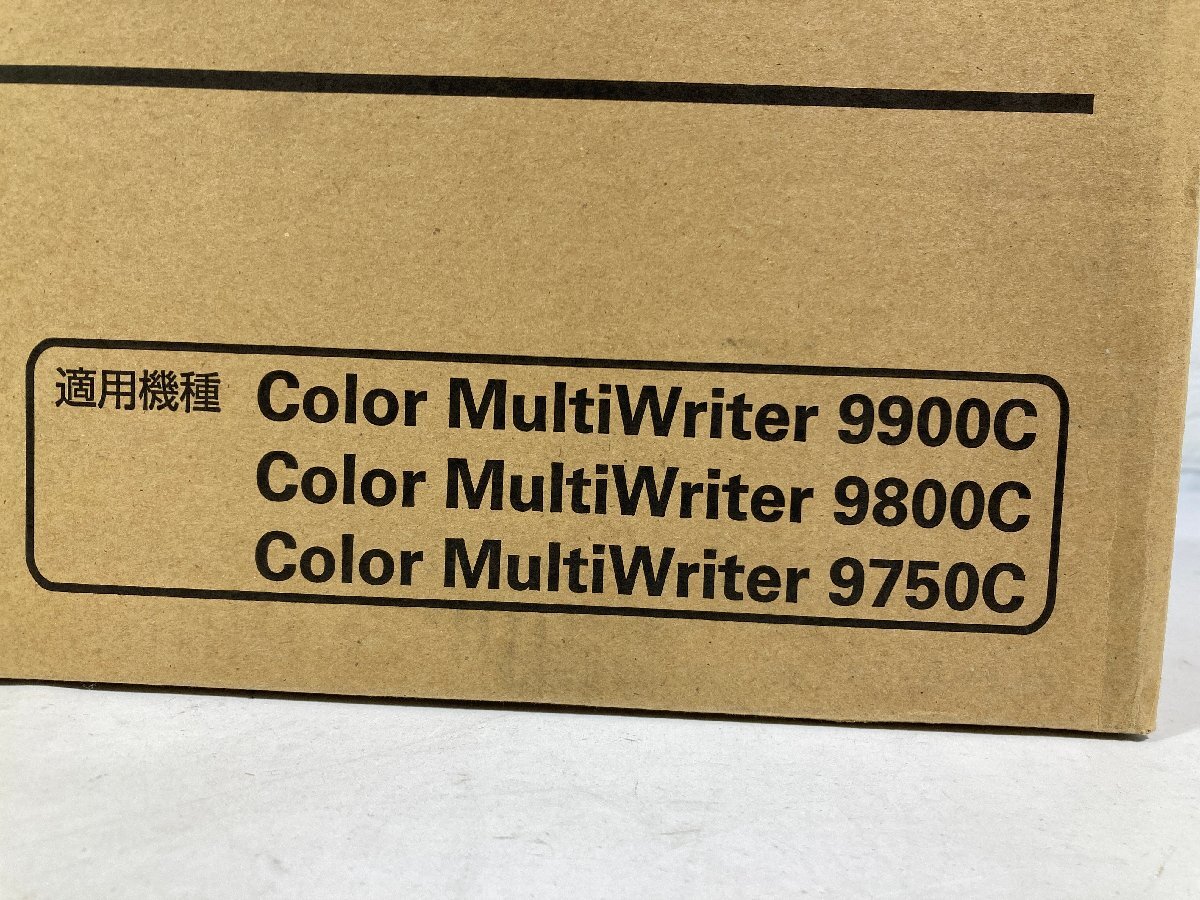 適用機種 Color MultiWriter 9900C
Color MultiWriter 9800C
Color MultiWriter 9750C